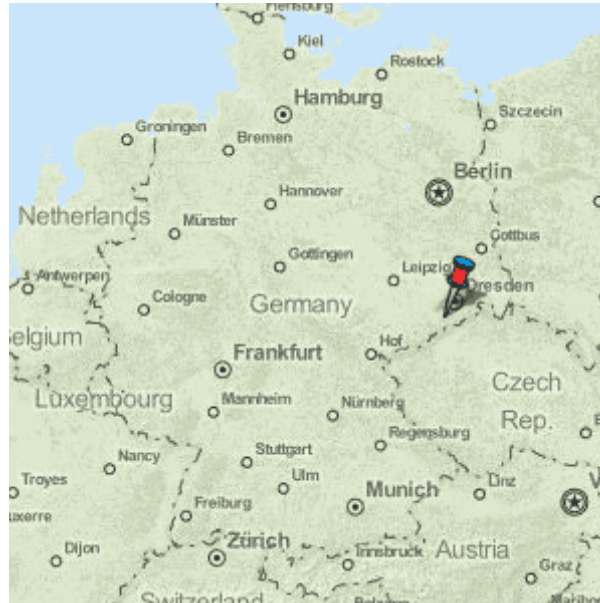 Flensburg
Kiel
Rostock
Hamburg
Szczecin
Groningen
Bremen
Berlin
Hannover
Netherlands
Münster
Cottbus
Gottingen
Leipzig
Antwerpen
Dresden
Cologne
Germany
Belgium
Hof
Frankfurt
Czech
Rep.
Luxembourg
Mannheim
Nürnberg
Regensburg
Stuttgart
Nancy
Troyes
Ulm
Linz
Munich
Freiburg
Zürich
Dijon
Innsbruck
Austria
Graz
Switzerland